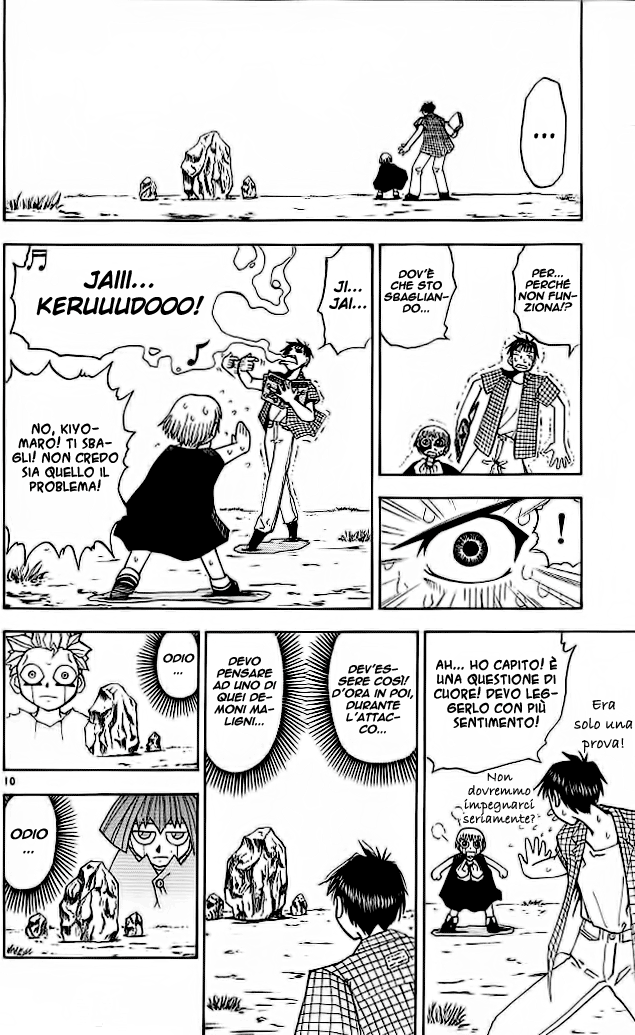 ...
PER...
PERCHÉ
NON FUN-
ZIONA!?
DOV'È
CHE STO
SBAGLIAN-
DO...
!
JI...
JAI...
JAIII...
KERUUUDOOO!
NO, KIYO-
MARO! TI SBA-
GLI! NON CREDO
SIA QUELLO IL
PROBLEMA!
AH... HO CAPITO! È
UNA QUESTIONE DI
CUORE! DEVO LEG-
GERLO CON PIÙ
SENTIMENTO!
Era
solo una
prova!
Non
dovremmo
impegnarci
seriamente?
DEV'ES-
SERE COSÌ!
D'ORA IN POI,
DURANTE
L'ATTAC-
CO...
DEVO
PENSARE
AD UNO DI
QUEI DE-
MONI MA-
LIGNI...
ODIO
...
ODIO
...
10